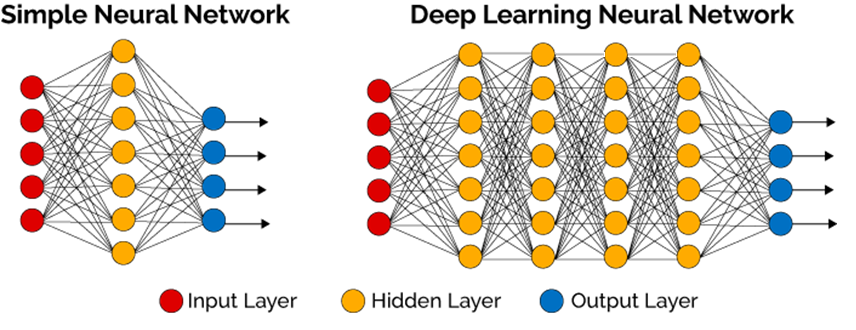 Simple Neural Network
Deep Learning Neural Network
Input Layer
Hidden Layer
Output Layer